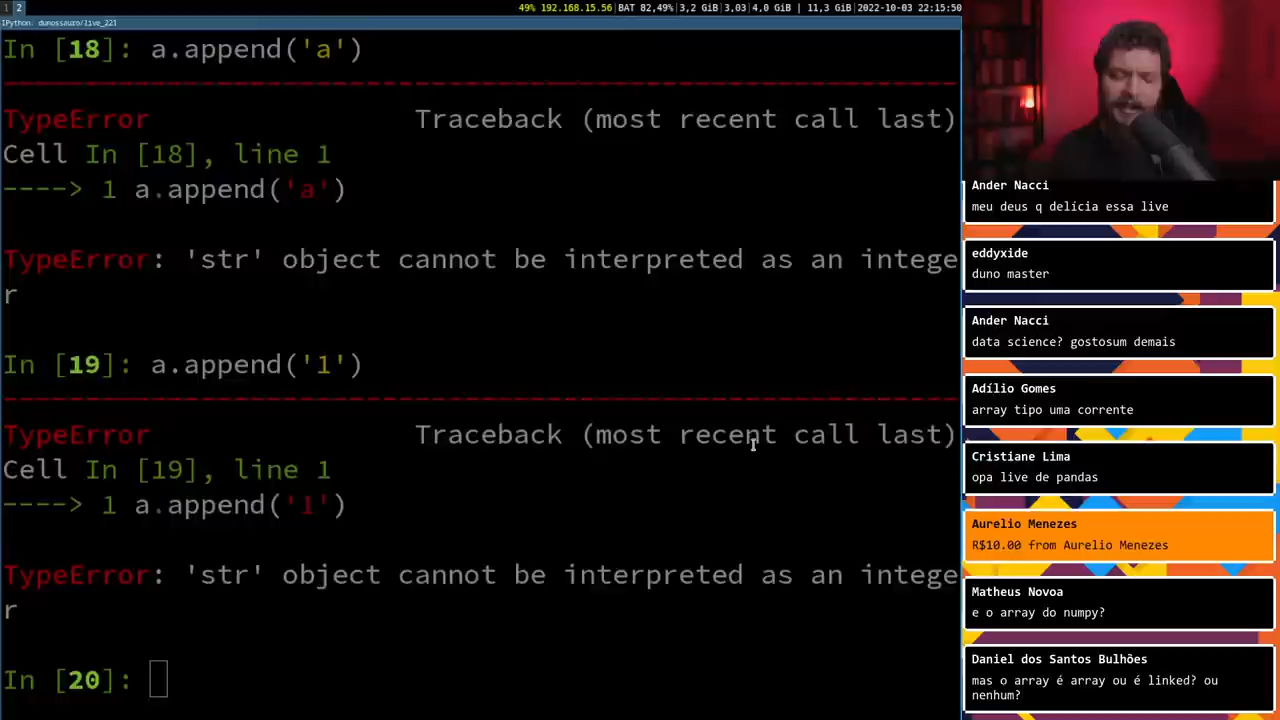 1 2
49% 192.168.15.56|BAT 82,49%|3,2 GiB|3,03|4,0 GiB | 11,3 GiB|2022-10-03 22:15:50
IPython: dunossauro/live_221
In [18]: a.append('a')
TypeError Traceback (most recent call last)
Cell In [18], line 1
----> 1 a.append('a')
TypeError: 'str' object cannot be interpreted as an intege
r
In [19]: a.append('1')
TypeError Traceback (most recent call last)
Cell In [19], line 1
----> 1 a.append('1')
TypeError: 'str' object cannot be interpreted as an intege
r
In [20]:
Ander Nacci
meu deus q delícia essa live
eddyxide
duno master
Ander Nacci
data science? gostosum demais
Adílio Gomes
array tipo uma corrente
Cristiane Lima
opa live de pandas
Aurelio Menezes
R$10.00 from Aurelio Menezes
Matheus Novoa
e o array do numpy?
Daniel dos Santos Bulhões
mas o array é array ou é linked? ou
nenhum?